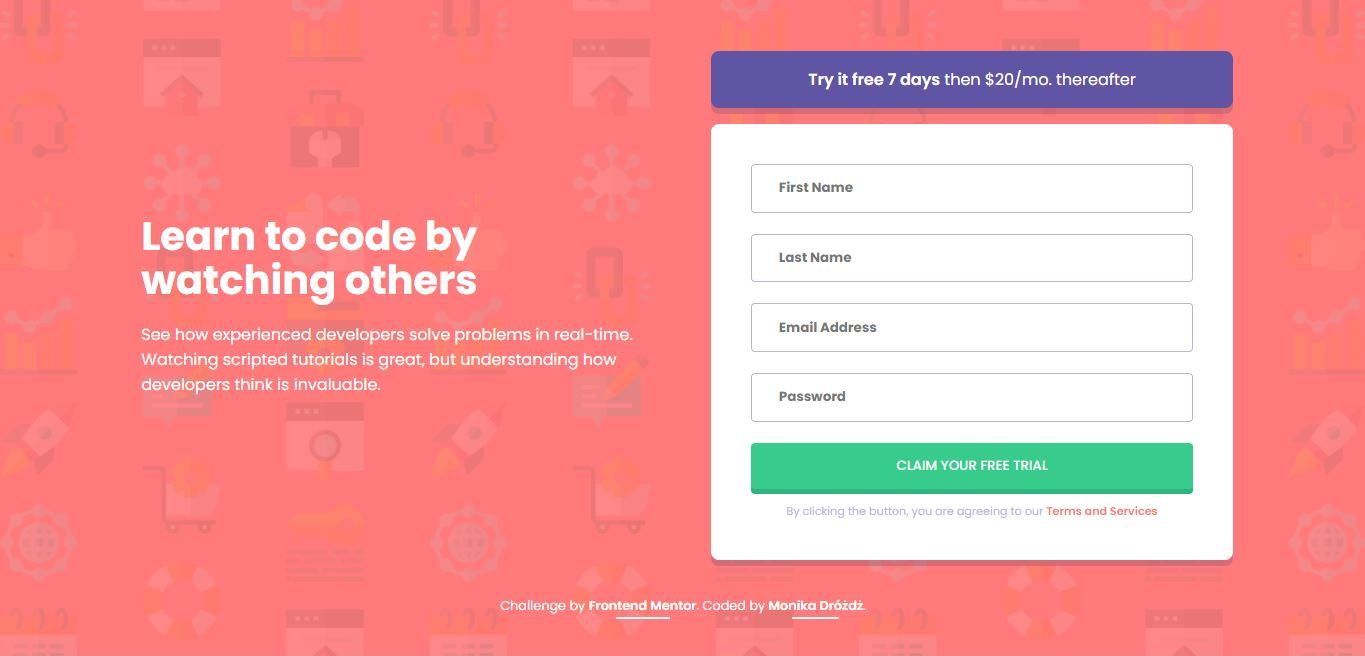 Try it free 7 days then $20/mo. thereafter
Learn to code by
watching others
See how experienced developers solve problems in real-time.
Watching scripted tutorials is great, but understanding how
developers think is invaluable.
First Name
Last Name
Email Address
Password
CLAIM YOUR FREE TRIAL
By clicking the button, you are agreeing to our Terms and Services
Challenge by Frontend Mentor. Coded by Monika Dróżdż.